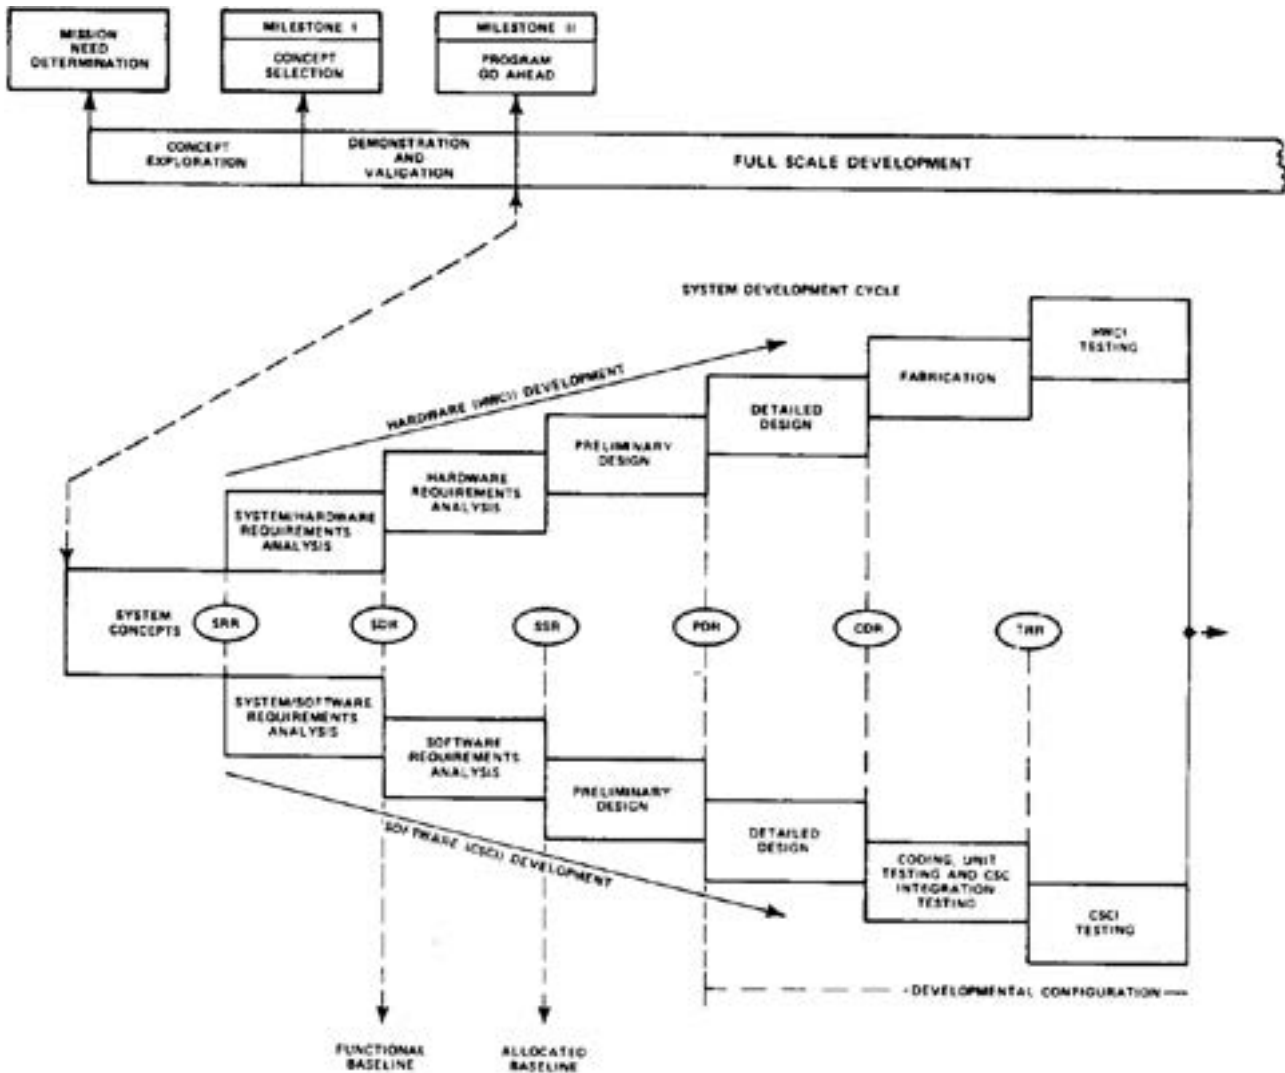 MISSION
NEED
DETERMINATION
MILESTONE I
CONCEPT
SELECTION
MILESTONE II
PROGRAM
GO AHEAD
CONCEPT
EXPLORATION
DEMONSTRATION
AND
VALIDATION
FULL SCALE DEVELOPMENT
SYSTEM DEVELOPMENT CYCLE
HARDWARE (HWCI) DEVELOPMENT
HWCI
TESTING
FABRICATION
DETAILED
DESIGN
PRELIMINARY
DESIGN
HARDWARE
REQUIREMENTS
ANALYSIS
SYSTEM/HARDWARE
REQUIREMENTS
ANALYSIS
SYSTEM
CONCEPTS
SRR
SDR
SSR
PDR
CDR
TRR
SYSTEM/SOFTWARE
REQUIREMENTS
ANALYSIS
SOFTWARE
REQUIREMENTS
ANALYSIS
PRELIMINARY
DESIGN
DETAILED
DESIGN
CODING, UNIT
TESTING AND CSC
INTEGRATION
TESTING
CSCI
TESTING
SOFTWARE (CSCI) DEVELOPMENT
DEVELOPMENTAL CONFIGURATION
FUNCTIONAL
BASELINE
ALLOCATED
BASELINE